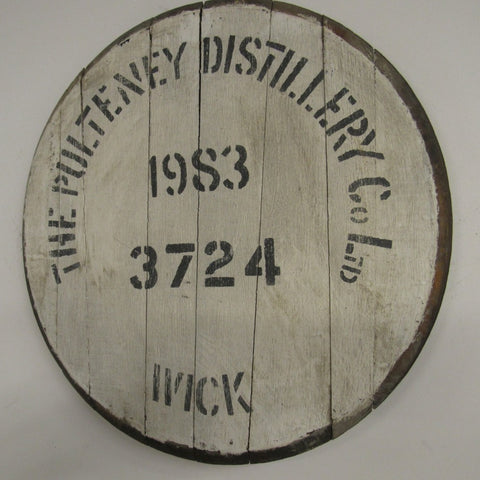 THE PULTENEY DISTILLERY Co LTD
1983
3724
WICK